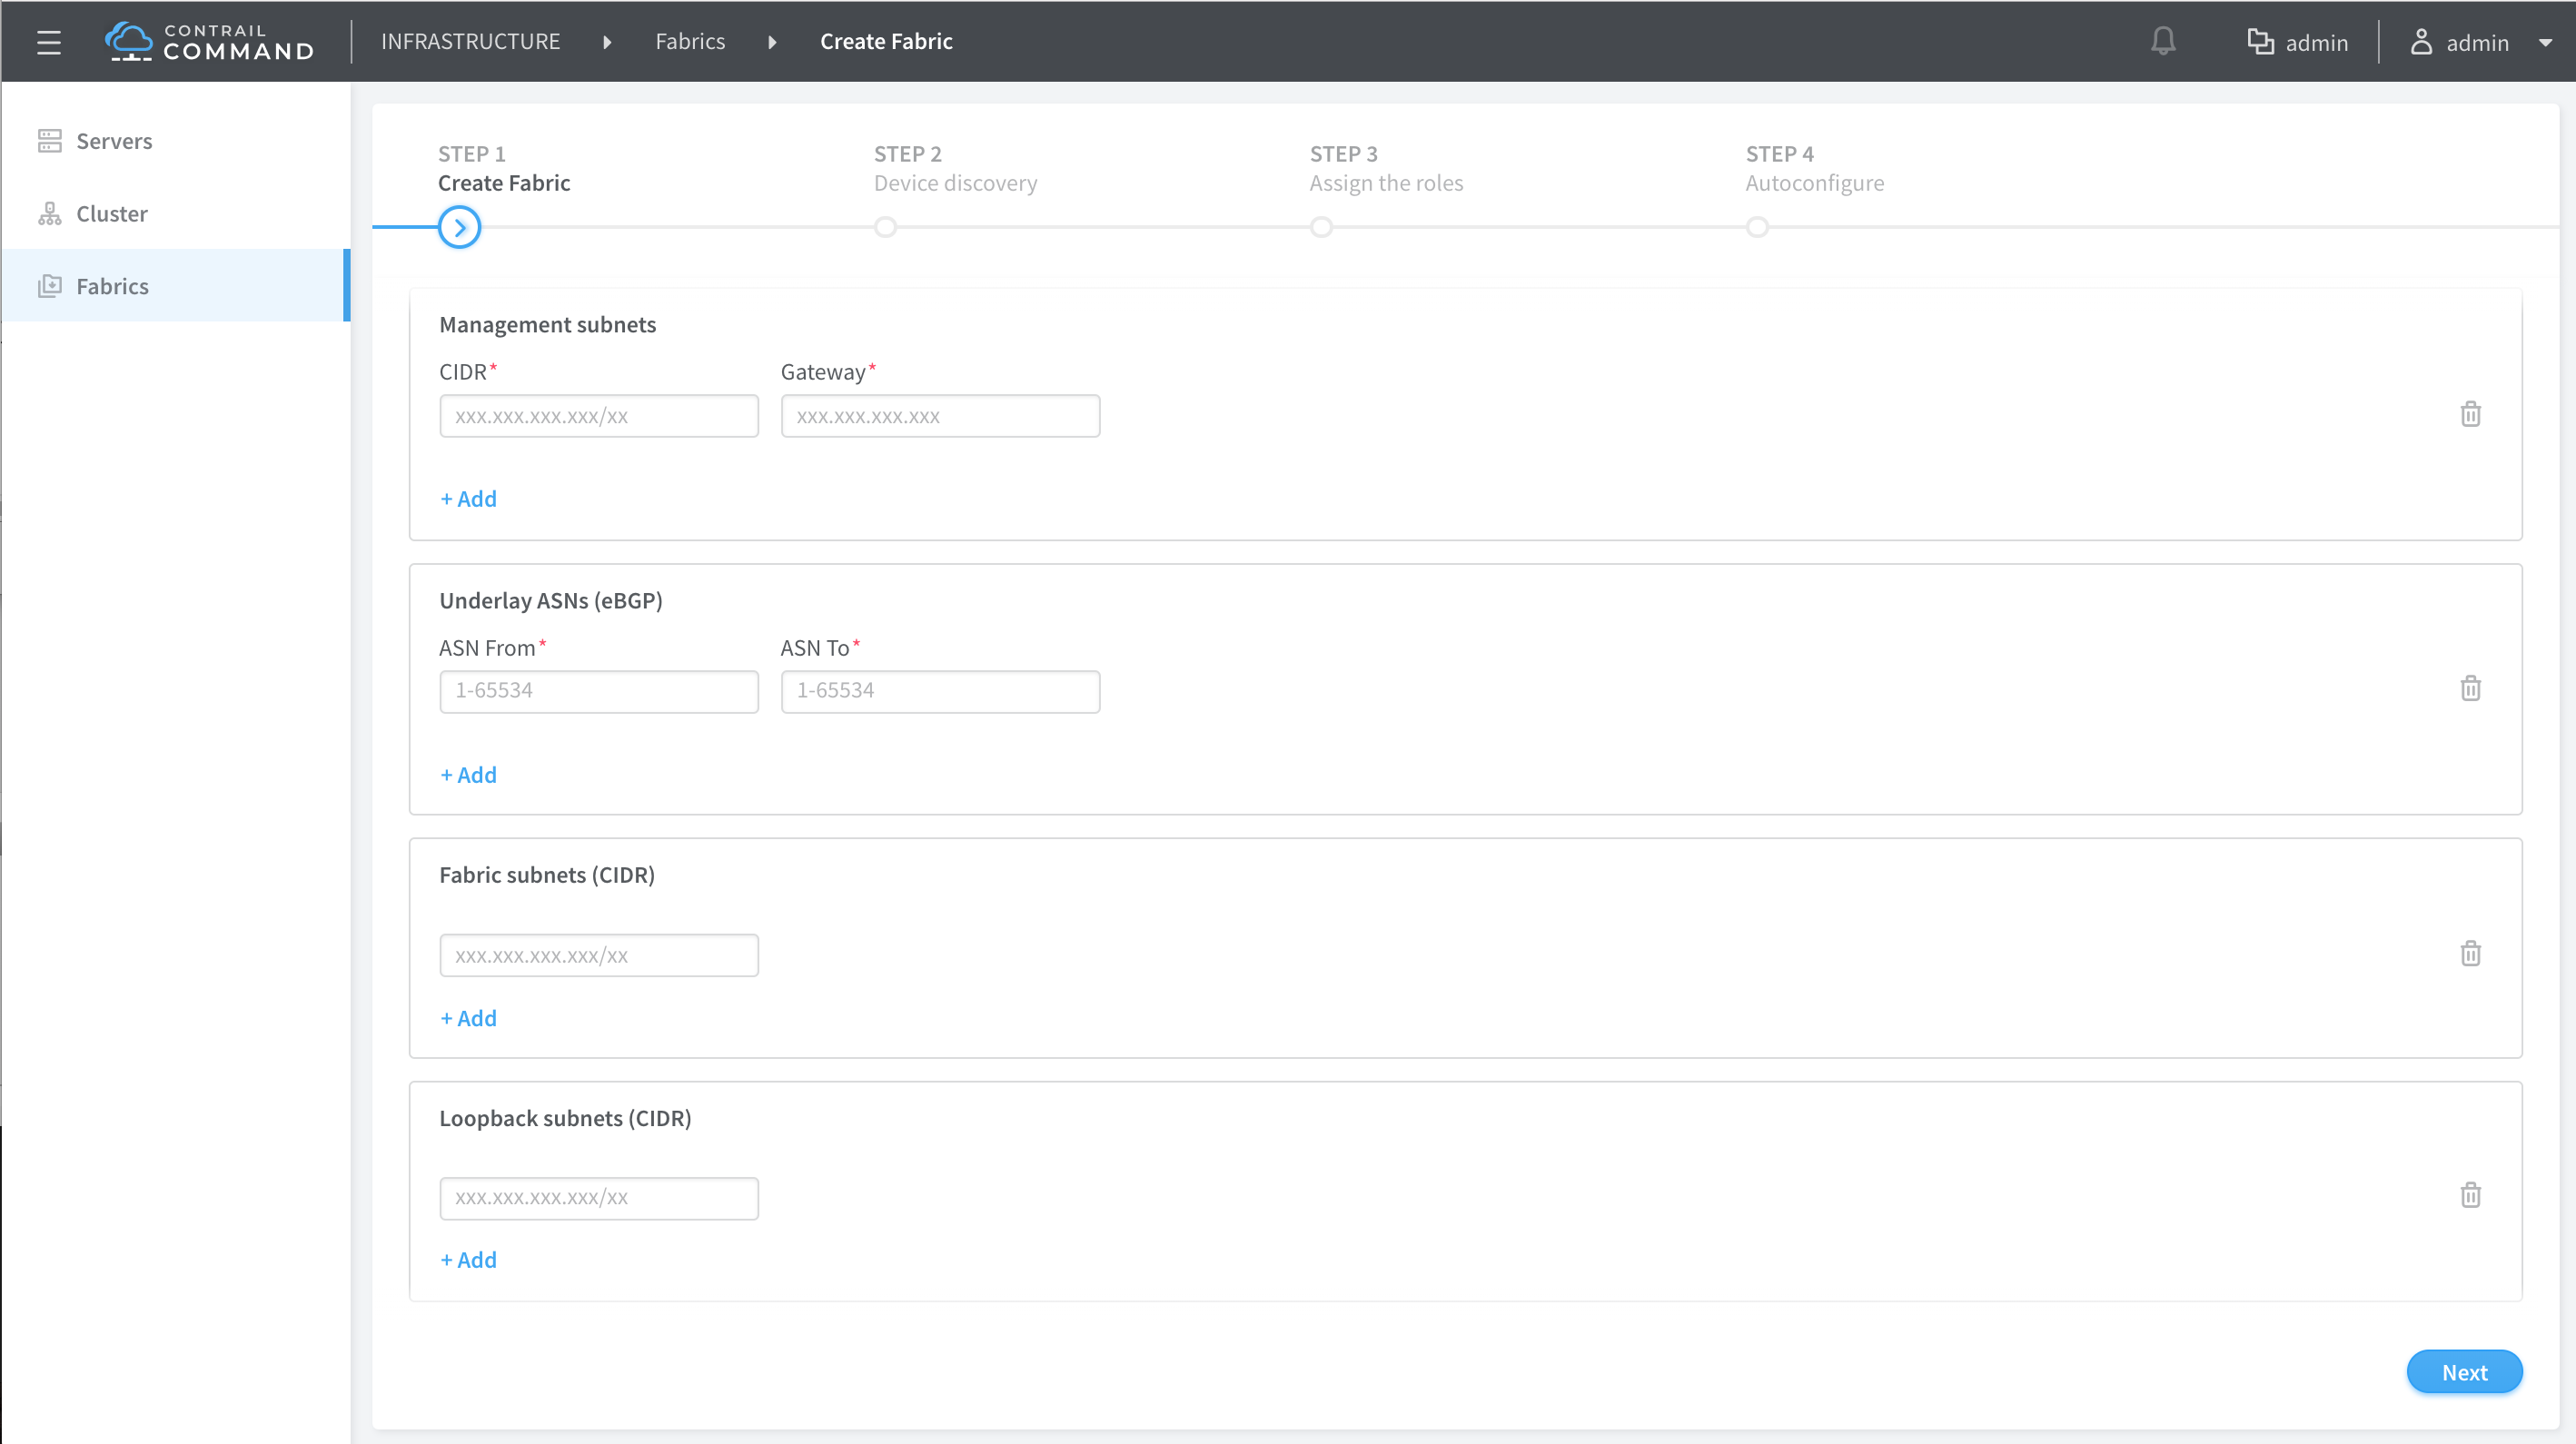 CONTRAIL
COMMAND
INFRASTRUCTURE Fabrics Create Fabric
admin admin
Servers
Cluster
Fabrics
STEP 1
Create Fabric
STEP 2
Device discovery
STEP 3
Assign the roles
STEP 4
Autoconfigure
Management subnets
CIDR* Gateway*
xxx.xxx.xxx.xxx/xx xxx.xxx.xxx.xxx
+ Add
Underlay ASNs (eBGP)
ASN From* ASN To*
1-65534 1-65534
+ Add
Fabric subnets (CIDR)
xxx.xxx.xxx.xxx/xx
+ Add
Loopback subnets (CIDR)
xxx.xxx.xxx.xxx/xx
+ Add
Next